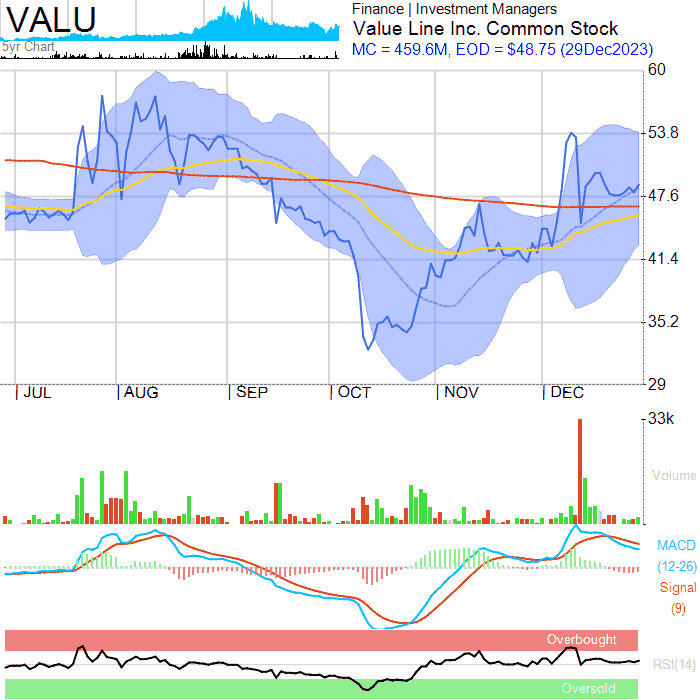 VALU
5yr Chart
Finance | Investment Managers
Value Line Inc. Common Stock
MC = 459.6M, EOD = $48.75 (29Dec2023)
60
53.8
47.6
41.4
35.2
29
JUL AUG SEP OCT NOV DEC
33k
Volume
MACD
(12-26)
Signal
(9)
Overbought
RSI(14)
Oversold